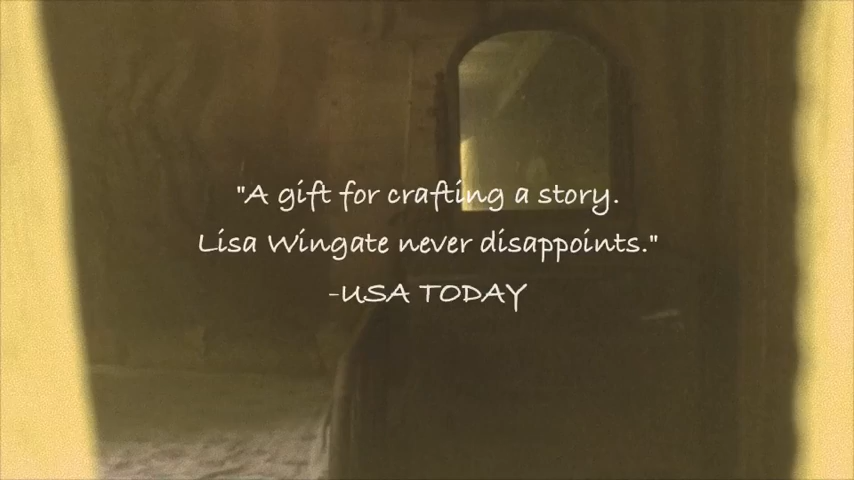 "A gift for crafting a story.
Lisa Wingate never disappoints."
-USA TODAY